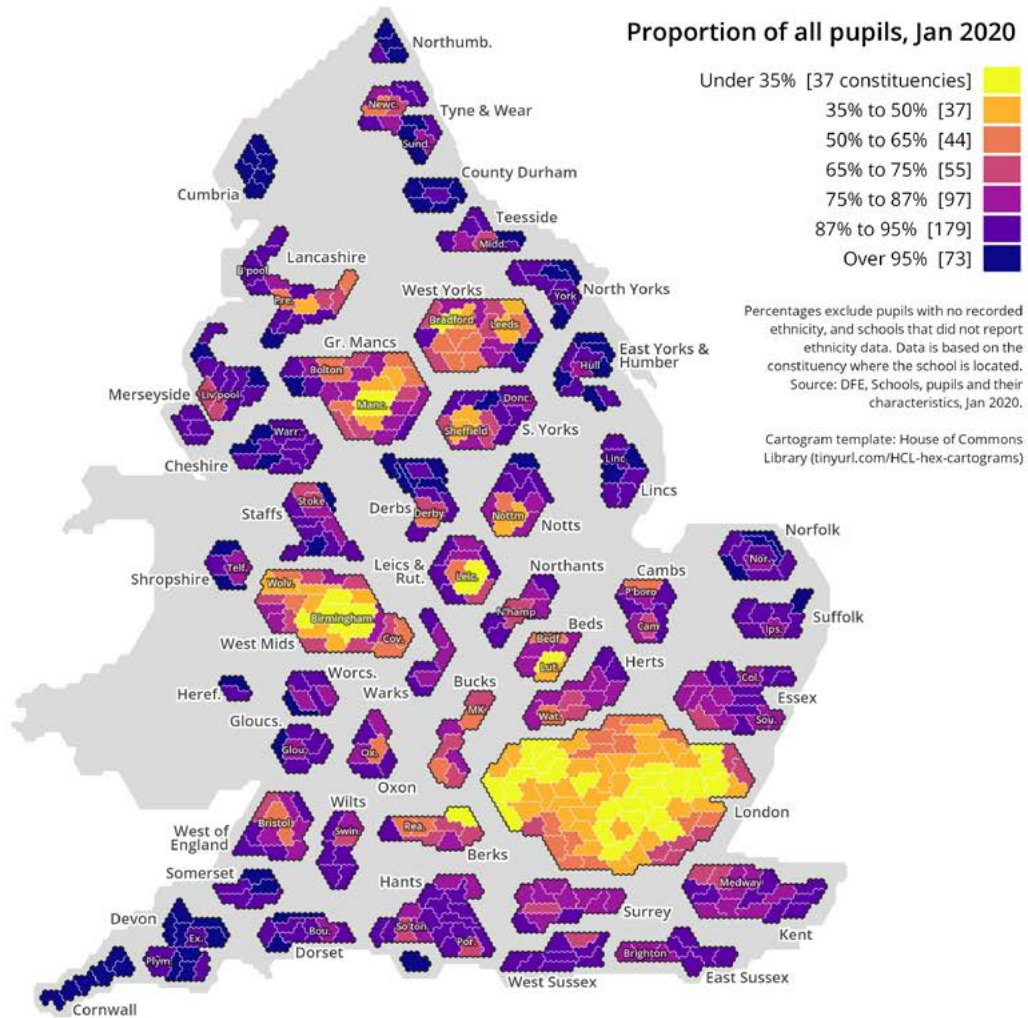 Proportion of all pupils, Jan 2020
Under 35% [37 constituencies]
35% to 50% [37]
50% to 65% [44]
65% to 75% [55]
75% to 87% [97]
87% to 95% [179]
Over 95% [73]
Percentages exclude pupils with no recorded
ethnicity, and schools that did not report
ethnicity data. Data is based on the
constituency where the school is located.
Source: DFE, Schools, pupils and their
characteristics, Jan 2020.
Cartogram template: House of Commons
Library (tinyurl.com/HCL-hex-cartograms)
Northumb.
Newc.
Tyne & Wear
Sund.
County Durham
Cumbria
Teesside
Midd.
B'pool
Lancashire
Pre.
West Yorks
North Yorks
York
Bradford
Leeds
Gr. Mancs
East Yorks &
Humber
Hull
Bolton
Manc.
Merseyside
Liv'pool
Donc.
Sheffield
S. Yorks
Warr.
Cheshire
Linc
Lincs
Stoke
Staffs
Derbs
Derby
Nottm
Notts
Norfolk
Nor.
Shropshire
Telf.
Leics &
Rut.
Leic.
Northants
N'hamp
Cambs
P'boro
Cam
Suffolk
Ips.
Wolv.
Birmingham
Cov.
West Mids
Beds
Bedf.
Lut.
Herts
Wat.
Worcs.
Warks
Heref.
Bucks
MK
Col.
Essex
Sou.
Gloucs.
Glou.
Ox.
Oxon
London
West of
England
Bristol
Wilts
Swin.
Rea.
Berks
Somerset
Hants
Medway
Kent
Surrey
Devon
Ex.
Plym.
Bou.
Dorset
So'ton
Por.
West Sussex
Brighton
East Sussex
Cornwall